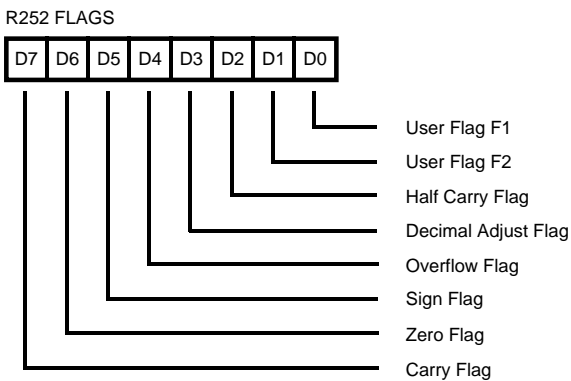 R252 FLAGS
D7 D6 D5 D4 D3 D2 D1 D0
User Flag F1
User Flag F2
Half Carry Flag
Decimal Adjust Flag
Overflow Flag
Sign Flag
Zero Flag
Carry Flag